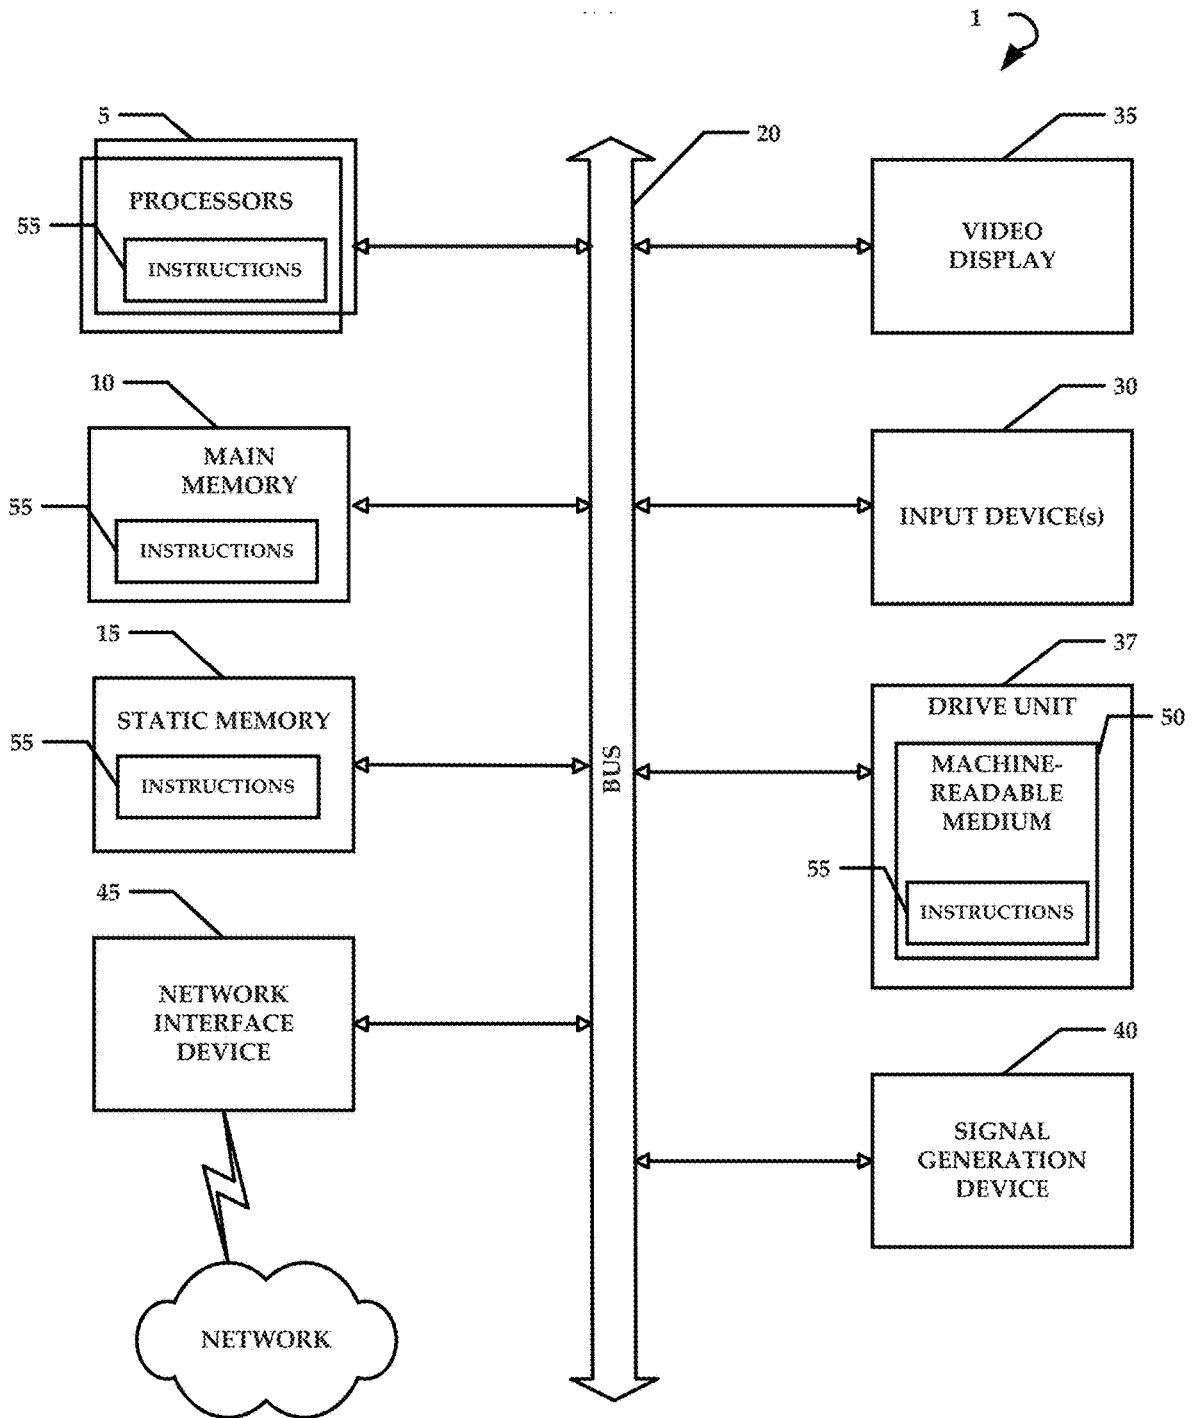 1
5
PROCESSORS
55
INSTRUCTIONS
10
MAIN
MEMORY
55
INSTRUCTIONS
15
STATIC MEMORY
55
INSTRUCTIONS
45
NETWORK
INTERFACE
DEVICE
NETWORK
20
BUS
35
VIDEO
DISPLAY
30
INPUT DEVICE(s)
37
DRIVE UNIT
50
MACHINE-
READABLE
MEDIUM
55
INSTRUCTIONS
40
SIGNAL
GENERATION
DEVICE